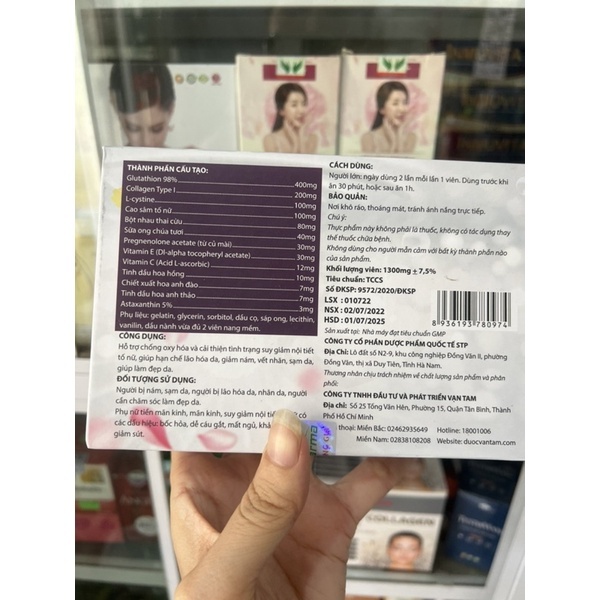 THÀNH PHẦN CẤU TẠO:
Glutathion 98% 400mg
Collagen Type I 200mg
L-cystine 100mg
Cao sâm tố nữ 100mg
Bột nhau thai cừu 80mg
Sữa ong chúa tươi 40mg
Pregnenolone acetate (từ củ mài) 30mg
Vitamin E (Dl-alpha tocopheryl acetate) 30mg
Vitamin C (Acid L-ascorbic) 12mg
Tinh dầu hoa hồng 10mg
Chiết xuất hoa anh đào 7mg
Tinh dầu hoa anh thảo 7mg
Astaxanthin 5% 3mg
Phụ liệu: gelatin, glycerin, sorbitol, dầu cọ, sáp ong, lecithin,
vanilin, dầu nành vừa đủ 2 viên nang mềm.
CÔNG DỤNG:
Hỗ trợ chống oxy hóa và cải thiện tình trạng suy giảm nội tiết
tố nữ, giúp hạn chế lão hóa da, giảm nám, vết nhăn, sạm da,
giúp làm đẹp da.
ĐỐI TƯỢNG SỬ DỤNG:
Người bị nám, sạm da, người bị lão hóa da, nhăn da, người
cần chăm sóc làm đẹp da.
Phụ nữ tiền mãn kinh, mãn kinh, suy giảm nội tiết có
các dấu hiệu: bốc hỏa, dễ cáu gắt, mất ngủ,
giảm sút.
CÁCH DÙNG:
Người lớn: ngày dùng 2 lần mỗi lần 1 viên. Dùng trước khi
ăn 30 phút, hoặc sau ăn 1h.
BẢO QUẢN:
Nơi khô ráo, thoáng mát, tránh ánh nắng trực tiếp.
Chú ý:
Thực phẩm này không phải là thuốc, không có tác dụng thay
thế thuốc chữa bệnh.
Không dùng cho người mẫn cảm với bất kỳ thành phần nào
của sản phẩm.
Khối lượng viên: 1300mg ± 7,5%
Tiêu chuẩn: TCCS
Số ĐKSP: 9572/2020/ĐKSP
LSX : 010722
NSX : 02/07/2022
HSD : 01/07/2025
8 936193 780974
Sản xuất tại: Nhà máy đạt tiêu chuẩn GMP
CÔNG TY CỔ PHẦN DƯỢC PHẨM QUỐC TẾ STP
Địa Chỉ: Lô đất số N2-9, khu công nghiệp Đồng Văn II, phường
Đồng Văn, thị xã Duy Tiên, Tỉnh Hà Nam.
Thương nhân chịu trách nhiệm về chất lượng sản phẩm và phân
phối:
CÔNG TY TNHH ĐẦU TƯ VÀ PHÁT TRIỂN VẠN TAM
Địa chỉ: Số 25 Tống Văn Hên, Phường 15, Quận Tân Bình, Thành
Phố Hồ Chí Minh
thoại: Miền Bắc: 02462935649 Hotline: 18001006
Miền Nam: 02838108208 Website: duocvantam.com
COLLAGEN